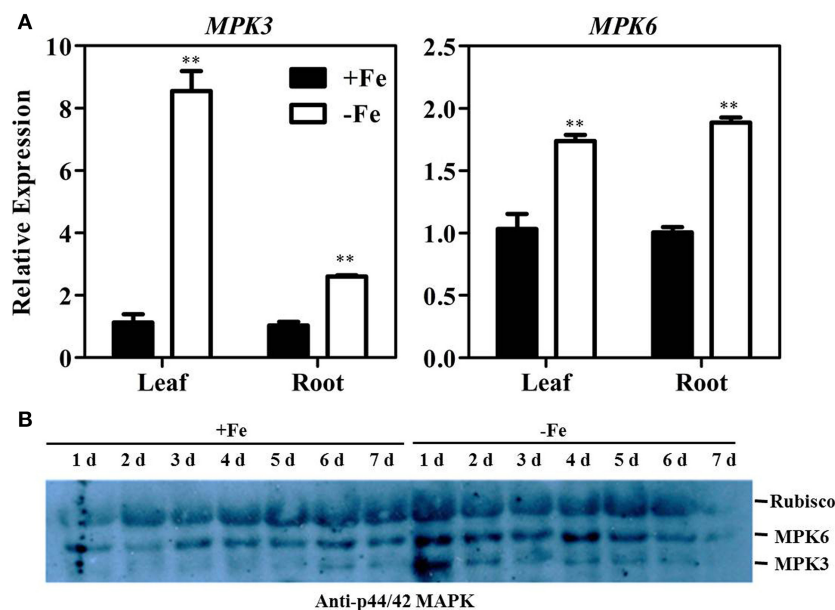 A
MPK3
MPK6
Relative Expression
10
8
6
4
2
0
**
**
+Fe
-Fe
Leaf
Root
2.5
2.0
1.5
1.0
0.5
0.0
**
**
Leaf
Root
B
+Fe
-Fe
1 d 2 d 3 d 4 d 5 d 6 d 7 d 1 d 2 d 3 d 4 d 5 d 6 d 7 d
Rubisco
MPK6
MPK3
Anti-p44/42 MAPK